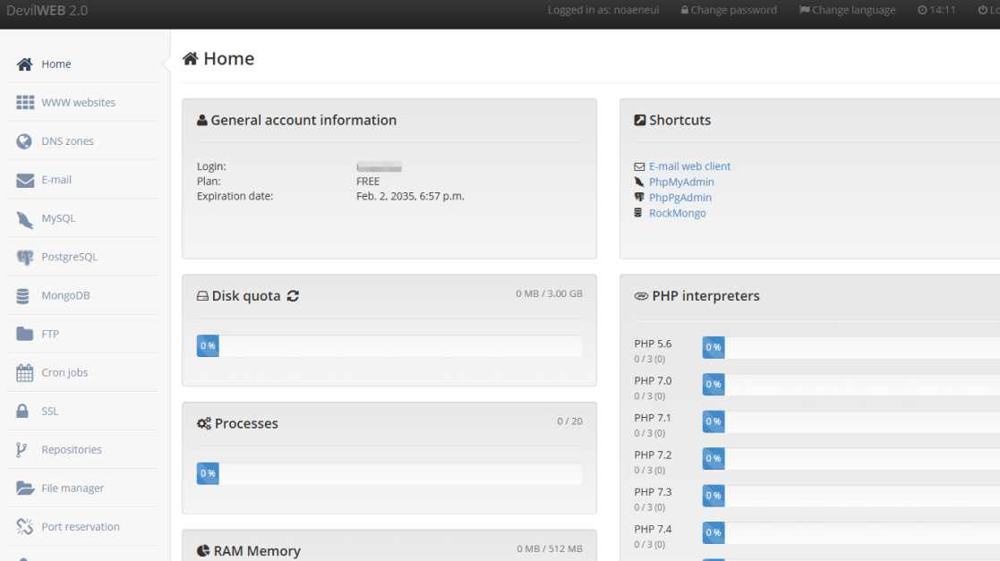 DevilWEB 2.0
Logged in as: noaeneui
Change password
Change language
14:11
Home
WWW websites
DNS zones
E-mail
MySQL
PostgreSQL
MongoDB
FTP
Cron jobs
SSL
Repositories
File manager
Port reservation
Home
General account information
Login:
Plan: FREE
Expiration date: Feb. 2, 2035, 6:57 p.m.
Shortcuts
E-mail web client
PhpMyAdmin
PhpPgAdmin
RockMongo
Disk quota 0 MB / 3.00 GB
0 %
Processes 0 / 20
0 %
RAM Memory 0 MB / 512 MB
PHP interpreters
PHP 5.6 0 %
0 / 3 (0)
PHP 7.0 0 %
0 / 3 (0)
PHP 7.1 0 %
0 / 3 (0)
PHP 7.2 0 %
0 / 3 (0)
PHP 7.3 0 %
0 / 3 (0)
PHP 7.4 0 %
0 / 3 (0)